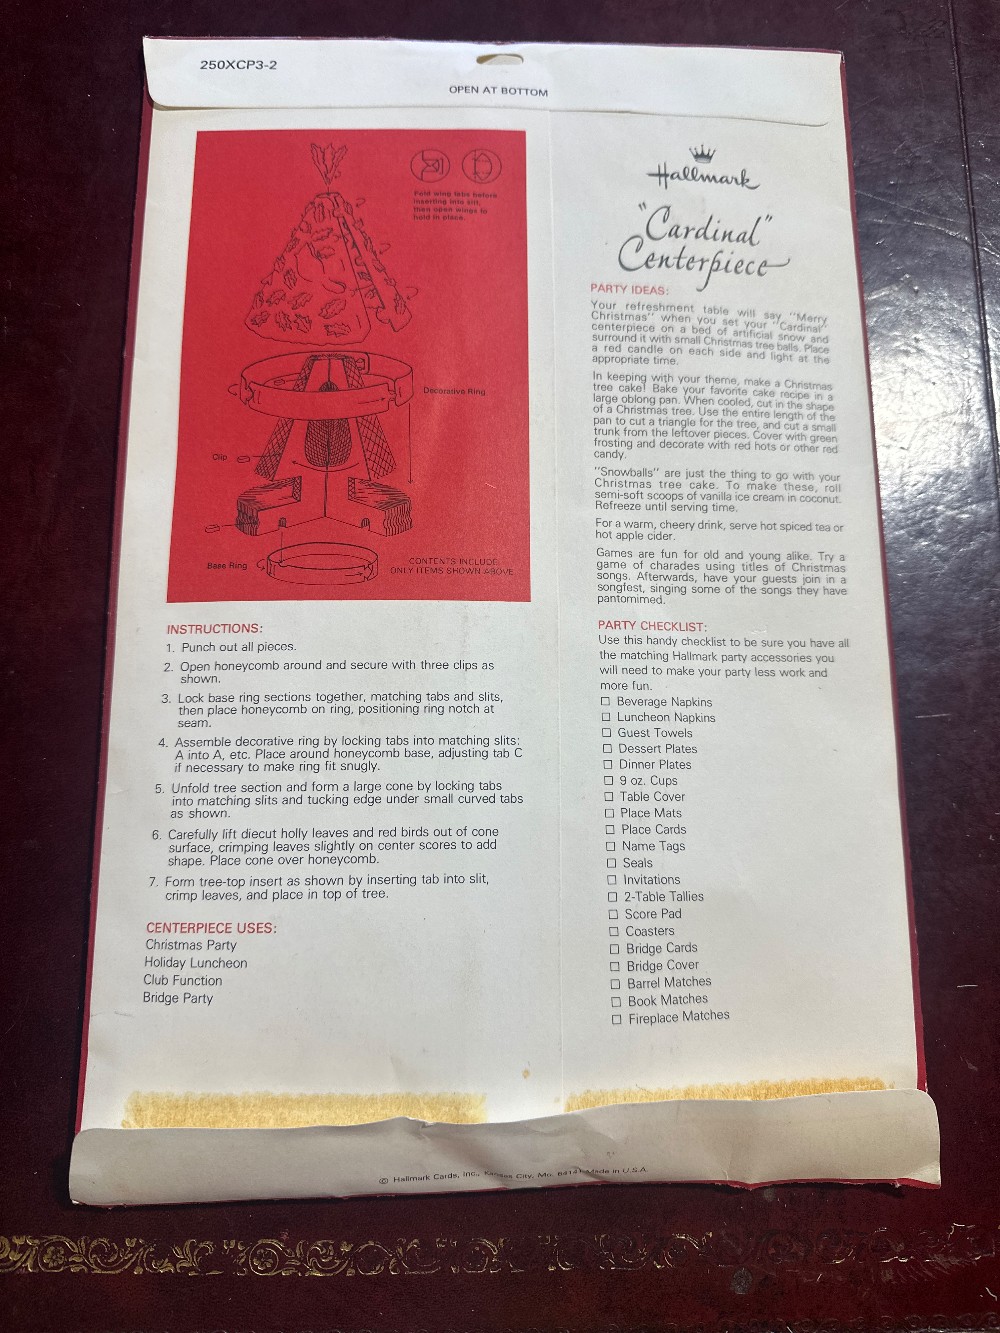 250XCP3-2
OPEN AT BOTTOM
Fold wing tabs before
inserting into slit,
then open wings to
hold in place.
Decorative Ring
Clip
Base Ring
CONTENTS INCLUDE
ONLY ITEMS SHOWN ABOVE
INSTRUCTIONS:
1. Punch out all pieces.
2. Open honeycomb around and secure with three clips as
shown.
3. Lock base ring sections together, matching tabs and slits,
then place honeycomb on ring, positioning ring notch at
seam.
4. Assemble decorative ring by locking tabs into matching slits:
A into A, etc. Place around honeycomb base, adjusting tab C
if necessary to make ring fit snugly.
5. Unfold tree section and form a large cone by locking tabs
into matching slits and tucking edge under small curved tabs
as shown.
6. Carefully lift diecut holly leaves and red birds out of cone
surface, crimping leaves slightly on center scores to add
shape. Place cone over honeycomb.
7. Form tree-top insert as shown by inserting tab into slit,
crimp leaves, and place in top of tree.
CENTERPIECE USES:
Christmas Party
Holiday Luncheon
Club Function
Bridge Party
Hallmark
"Cardinal"
Centerpiece
PARTY IDEAS:
Your refreshment table will say "Merry
Christmas" when you set your "Cardinal"
centerpiece on a bed of artificial snow and
surround it with small Christmas tree balls. Place
a red candle on each side and light at the
appropriate time.
In keeping with your theme, make a Christmas
tree cake! Bake your favorite cake recipe in a
large oblong pan. When cooled, cut in the shape
of a Christmas tree. Use the entire length of the
pan to cut a triangle for the tree, and cut a small
trunk from the leftover pieces. Cover with green
frosting and decorate with red hots or other red
candy.
"Snowballs" are just the thing to go with your
Christmas tree cake. To make these, roll
semi-soft scoops of vanilla ice cream in coconut.
Refreeze until serving time.
For a warm, cheery drink, serve hot spiced tea or
hot apple cider.
Games are fun for old and young alike. Try a
game of charades using titles of Christmas
songs. Afterwards, have your guests join in a
songfest, singing some of the songs they have
pantomimed.
PARTY CHECKLIST:
Use this handy checklist to be sure you have all
the matching Hallmark party accessories you
will need to make your party less work and
more fun.
☐ Beverage Napkins
☐ Luncheon Napkins
☐ Guest Towels
☐ Dessert Plates
☐ Dinner Plates
☐ 9 oz. Cups
☐ Table Cover
☐ Place Mats
☐ Place Cards
☐ Name Tags
☐ Seals
☐ Invitations
☐ 2-Table Tallies
☐ Score Pad
☐ Coasters
☐ Bridge Cards
☐ Bridge Cover
☐ Barrel Matches
☐ Book Matches
☐ Fireplace Matches
© Hallmark Cards, Inc., Kansas City, Mo. 64141 Made in U.S.A.